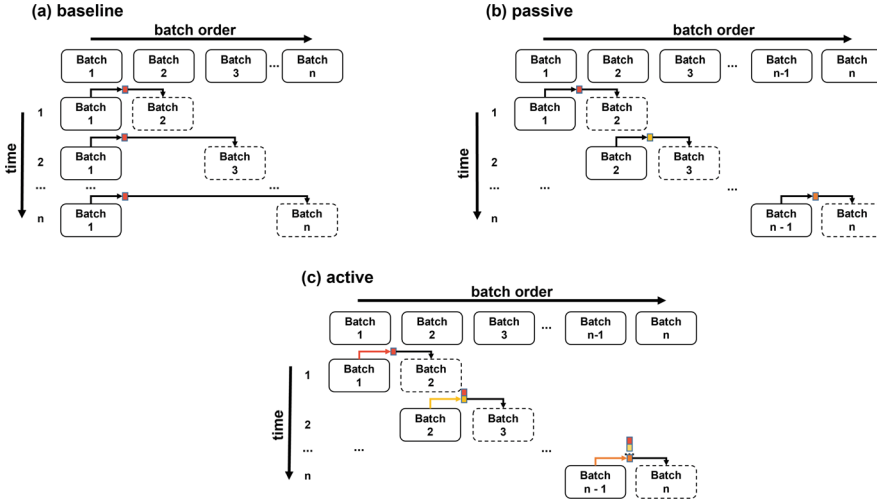 (a) baseline
batch order
Batch 1
Batch 2
Batch 3
...
Batch n
time
1
Batch 1
Batch 2
2
Batch 1
Batch 3
...
...
...
n
Batch 1
Batch n
(b) passive
batch order
Batch 1
Batch 2
Batch 3
...
Batch n-1
Batch n
time
1
Batch 1
Batch 2
2
Batch 2
Batch 3
...
...
...
n
Batch n - 1
Batch n
(c) active
batch order
Batch 1
Batch 2
Batch 3
...
Batch n-1
Batch n
time
1
Batch 1
Batch 2
2
Batch 2
Batch 3
...
...
...
n
Batch n - 1
Batch n